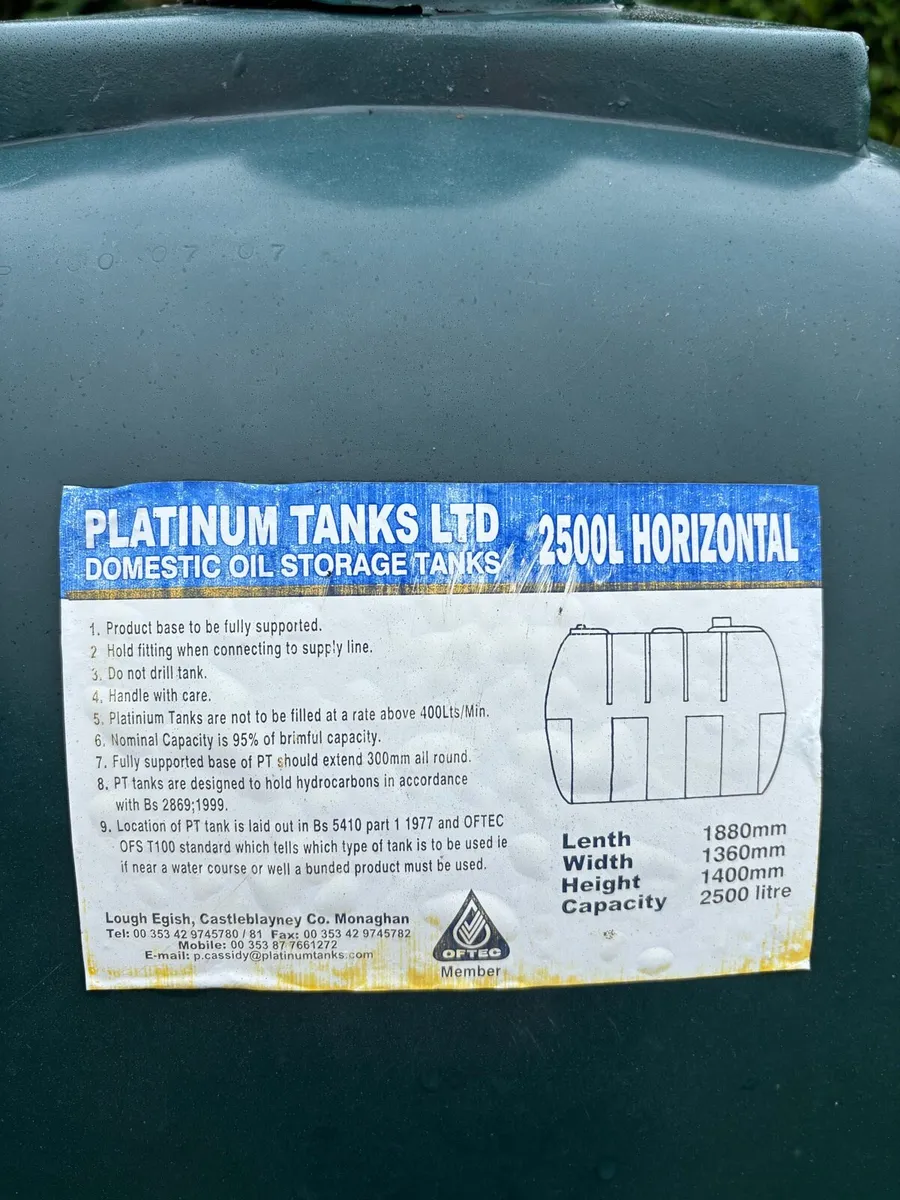 30 07 07
PLATINUM TANKS LTD
DOMESTIC OIL STORAGE TANKS
2500L HORIZONTAL
1. Product base to be fully supported.
2 Hold fitting when connecting to supply line.
3. Do not drill tank.
4. Handle with care.
5. Platinium Tanks are not to be filled at a rate above 400Lts/Min.
6. Nominal Capacity is 95% of brimful capacity.
7. Fully supported base of PT should extend 300mm all round.
8. PT tanks are designed to hold hydrocarbons in accordance
with Bs 2869;1999.
9. Location of PT tank is laid out in Bs 5410 part 1 1977 and OFTEC
OFS T100 standard which tells which type of tank is to be used ie
if near a water course or well a bunded product must be used.
Lenth 1880mm
Width 1360mm
Height 1400mm
Capacity 2500 litre
Lough Egish, Castleblayney Co. Monaghan
Tel: 00 353 42 9745780 / 81 Fax: 00 353 42 9745782
Mobile: 00 353 87 7661272
E-mail: p.cassidy@platinumtanks.com
OFTEC
Member